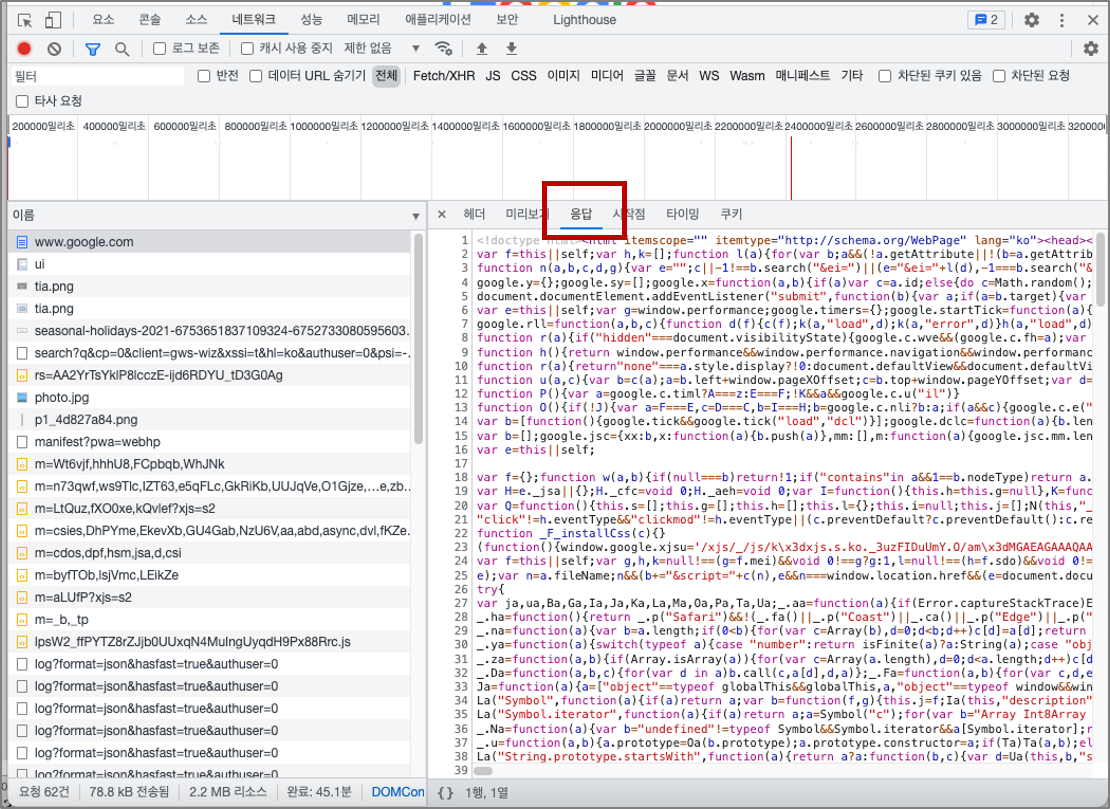 요소 콘솔 소스 네트워크 성능 메모리 애플리케이션 보안 Lighthouse 2
로그 보존 캐시 사용 중지 제한 없음
필터 반전 데이터 URL 숨기기 전체 Fetch/XHR JS CSS 이미지 미디어 글꼴 문서 WS Wasm 매니페스트 기타 차단된 쿠키 있음 차단된 요청
타사 요청
200000밀리초 400000밀리초 600000밀리초 800000밀리초 1000000밀리초 1200000밀리초 1400000밀리초 1600000밀리초 1800000밀리초 2000000밀리초 2200000밀리초 2400000밀리초 2600000밀리초 2800000밀리초 3000000밀리초 3200000
이름
www.google.com
ui
tia.png
tia.png
seasonal-holidays-2021-6753651837109324-6752733080595603.
search?q&cp=0&client=gws-wiz&xssi=t&hl=ko&authuser=0&psi=-.
rs=AA2YrTsYklP8lcczE-ijd6RDYU_tD3G0Ag
photo.jpg
p1_4d827a84.png
manifest?pwa=webhp
m=Wt6vjf,hhhU8,FCpbqb,WhJNk
m=n73qwf,ws9Tlc,IZT63,e5qFLc,GkRiKb,UUJqVe,O1Gjze,…e,zb..
m=LtQuz,fXO0xe,kQvlef?xjs=s2
m=csies,DhPYme,EkevXb,GU4Gab,NzU6V,aa,abd,async,dvl,fKZe.
m=cdos,dpf,hsm,jsa,d,csi
m=byfTOb,lsjVmc,LEikZe
m=aLUfP?xjs=s2
m=_b,_tp
lpsW2_ffPYTZ8rZJjb0UUxqN4MuIngUyqdH9Px88Rrc.js
log?format=json&hasfast=true&authuser=0
log?format=json&hasfast=true&authuser=0
log?format=json&hasfast=true&authuser=0
log?format=json&hasfast=true&authuser=0
log?format=json&hasfast=true&authuser=0
log?format=json&hasfast=true&authuser=0
요청 62건 78.8 kB 전송됨 2.2 MB 리소스 완료: 45.1분 DOMCon
헤더 미리보기 응답 시작점 타이밍 쿠키
1 <!doctype html><html itemscope="" itemtype="http://schema.org/WebPage" lang="ko"><head><
2 var f=this||self;var h,k=[];function l(a){for(var b;a&&(!a.getAttribute||!(b=a.getAttrib
3 function n(a,b,c,d,g){var e="";c||-1!==b.search("&ei=")||(e="&ei="+l(d),-1===b.search("&
4 google.y={};google.sy=[];google.x=function(a,b){if(a)var c=a.id;else{do c=Math.random();
5 document.documentElement.addEventListener("submit",function(b){var a;if(a=b.target){var
6 var e=this||self;var g=window.performance;google.timers={};google.startTick=function(a){
7 google.rll=function(a,b,c){function d(f){c(f);k(a,"load",d);k(a,"error",d)}h(a,"load",d)
8 function r(a){if("hidden"===document.visibilityState){google.c.wve&&(google.c.fh=a);var
9 function h(){return window.performance&&window.performance.navigation&&window.performanc
10 function r(a){return"none"===a.style.display?!0:document.defaultView&&document.defaultVi
11 function u(a,c){var b=c(a);a=b.left+window.pageXOffset;c=b.top+window.pageYOffset;var d=
12 function P(){var a=google.c.timl?A===z:E===F;!K&&a&&google.c.u("il")}
13 function O(){if(!J){var a=F===E,c=D===C,b=I===H;b=google.c.nli?b:a;if(a&&c){google.c.e("
14 var b=[function(){google.tick&&google.tick("load","dcl")}];google.dclc=function(a){b.len
15 var b=[];google.jsc={xx:b,x:function(a){b.push(a)},mm:[],m:function(a){google.jsc.mm.len
16 var e=this||self;
17
18 var f={};function w(a,b){if(null===b)return!1;if("contains"in a&&1==b.nodeType)return a.
19 var H=e._jsa||{};H._cfc=void 0;H._aeh=void 0;var I=function(){this.h=this.g=null},K=func
20 var Q=function(){this.s=[];this.g=[];this.h=[];this.l={};this.i=null;this.j=[];N(this,"_
21 "click"!=h.eventType&&"clickmod"!=h.eventType||(c.preventDefault?c.preventDefault():c.re
22 function _F_installCss(c){}
23 (function(){window.google.xjsu='/xjs/_/js/k\x3dxjs.s.ko._3uzFIDuUmY.O/am\x3dMGAEAGAAAQAA
24 var f=this||self;var g,h,k=null!==(g=f.mei)&&void 0!==g?g:1,l=null!==(h=f.sdo)&&void 0!=
25 e);var n=a.fileName;n&&(b+="&script="+c(n),e&&n===window.location.href&&(e=document.docu
26 try{
27 var ja,ua,Ba,Ga,Ia,Ja,Ka,La,Ma,Oa,Pa,Ta,Ua;_.aa=function(a){if(Error.captureStackTrace)E
28 _.ha=function(){return _.p("Safari")&&!(_.fa()||_.p("Coast")||_.ca()||_.p("Edge")||_.p("
29 _.na=function(a){var b=a.length;if(0<b){for(var c=Array(b),d=0;d<b;d++)c[d]=a[d];return
30 _.ya=function(a){switch(typeof a){case "number":return isFinite(a)?a:String(a);case "obj
31 _.za=function(a,b){if(Array.isArray(a)){for(var c=Array(a.length),d=0;d<a.length;d++)c[d
32 _.Da=function(a,b,c){for(var d in a)b.call(c,a[d],d,a)};_.Fa=function(a,b){for(var c,d,e
33 Ja=function(a){a=["object"==typeof globalThis&&globalThis,a,"object"==typeof window&&win
34 La("Symbol",function(a){if(a)return a;var b=function(f,g){this.j=f;Ia(this,"description"
35 La("Symbol.iterator",function(a){if(a)return a;a=Symbol("c");for(var b="Array Int8Array
36 _.Na=function(a){var b="undefined"!=typeof Symbol&&Symbol.iterator&&a[Symbol.iterator];r
37 _.u=function(a,b){a.prototype=Oa(b.prototype);a.prototype.constructor=a;if(Ta)Ta(a,b);el
38 La("String.prototype.startsWith",function(a){return a?a:function(b,c){var d=Ua(this,b,"s
39
{} 1행, 1열